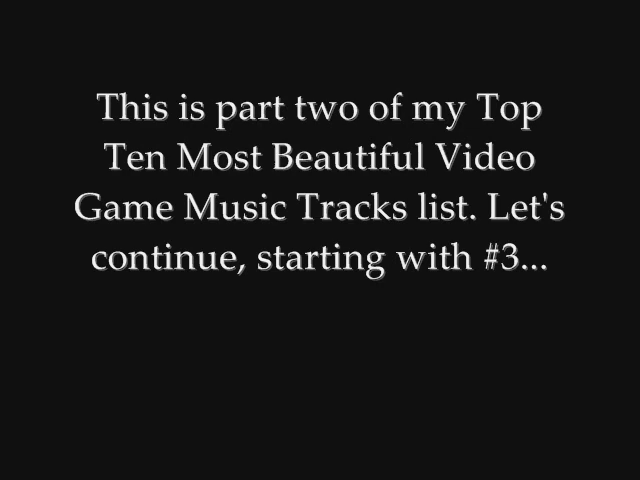 This is part two of my Top
Ten Most Beautiful Video
Game Music Tracks list. Let's
continue, starting with #3...